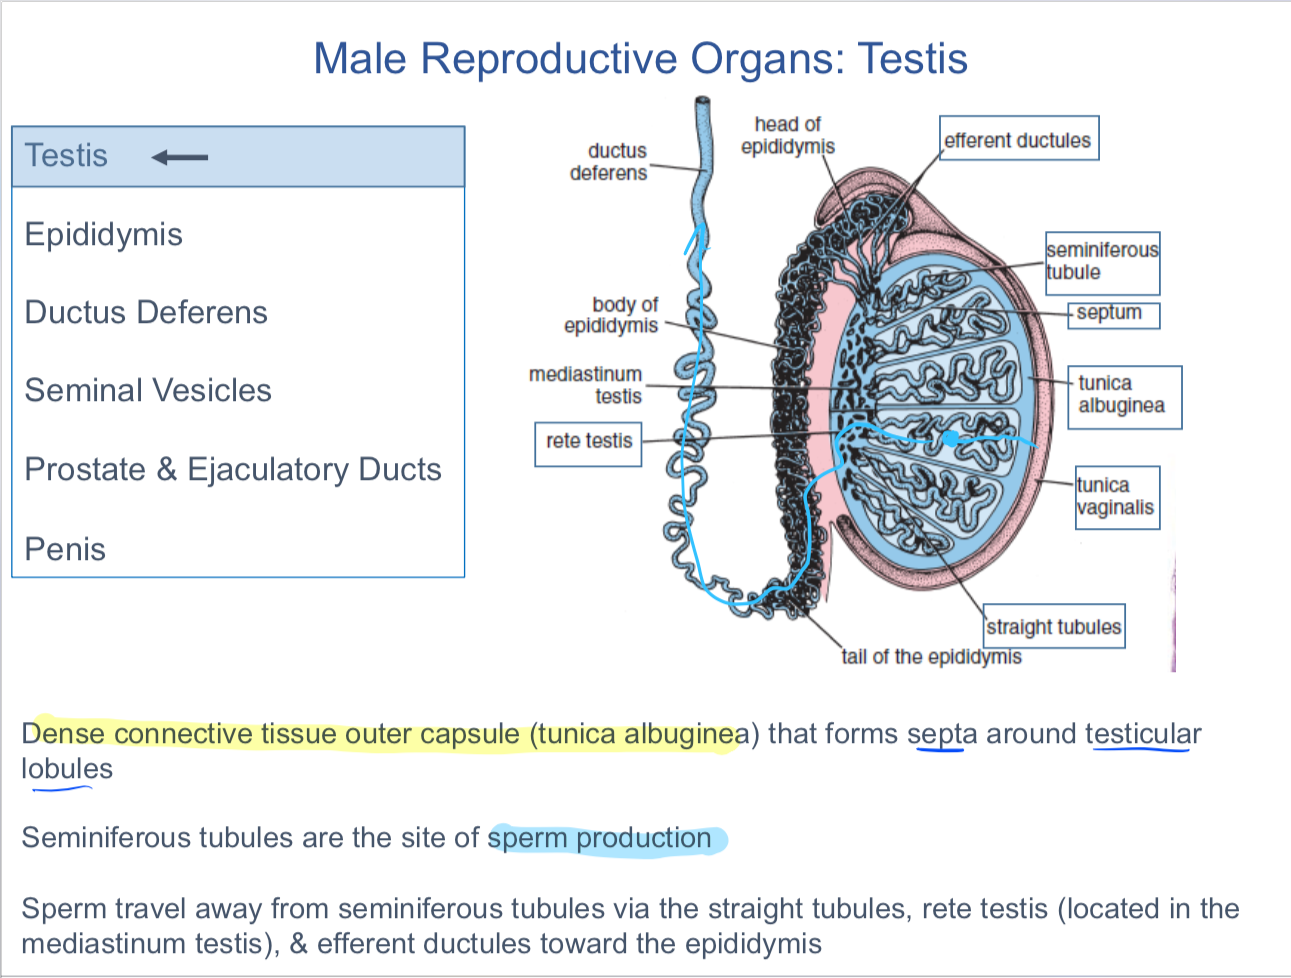 Male Reproductive Organs: Testis
Testis
Epididymis
Ductus Deferens
Seminal Vesicles
Prostate & Ejaculatory Ducts
Penis
head of
epididymis
efferent ductules
ductus
deferens
seminiferous
tubule
septum
body of
epididymis
mediastinum
testis
tunica
albuginea
rete testis
tunica
vaginalis
straight tubules
tail of the epididymis
Dense connective tissue outer capsule (tunica albuginea) that forms septa around testicular
lobules
Seminiferous tubules are the site of sperm production
Sperm travel away from seminiferous tubules via the straight tubules, rete testis (located in the
mediastinum testis), & efferent ductules toward the epididymis